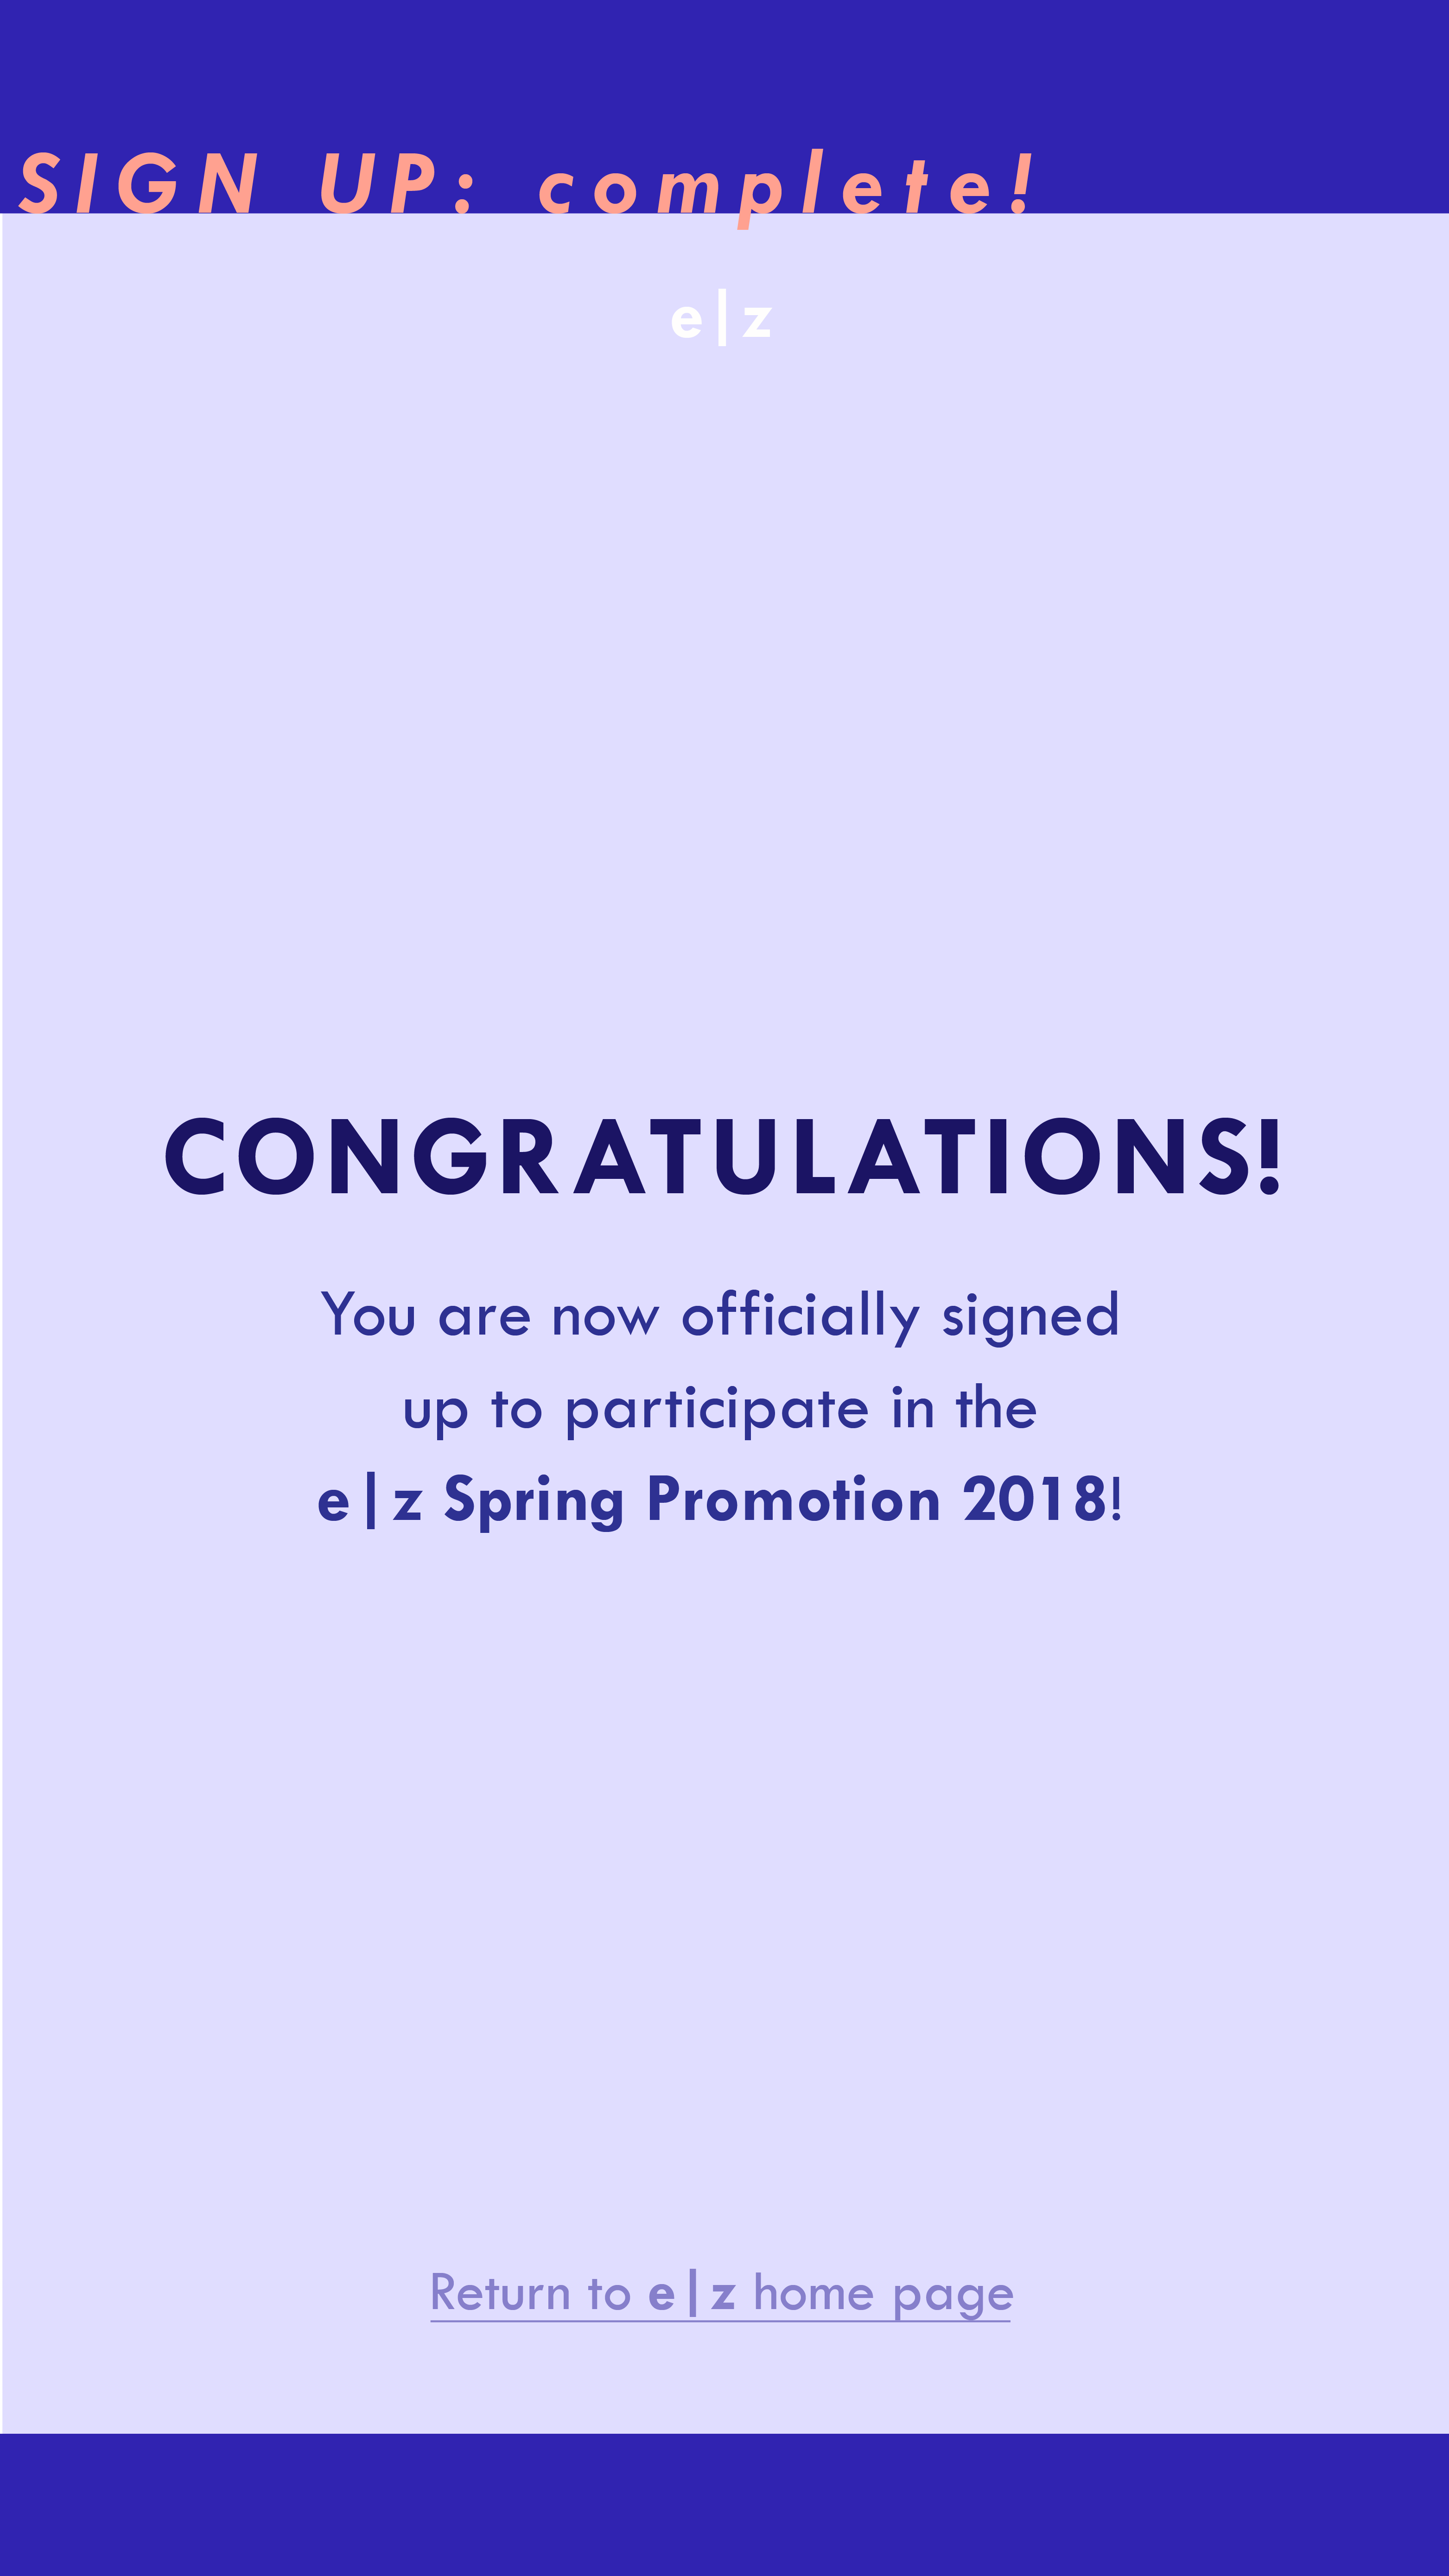 SIGN UP: complete!
e|z
CONGRATULATIONS!
You are now officially signed
up to participate in the
e|z Spring Promotion 2018!
Return to e|z home page